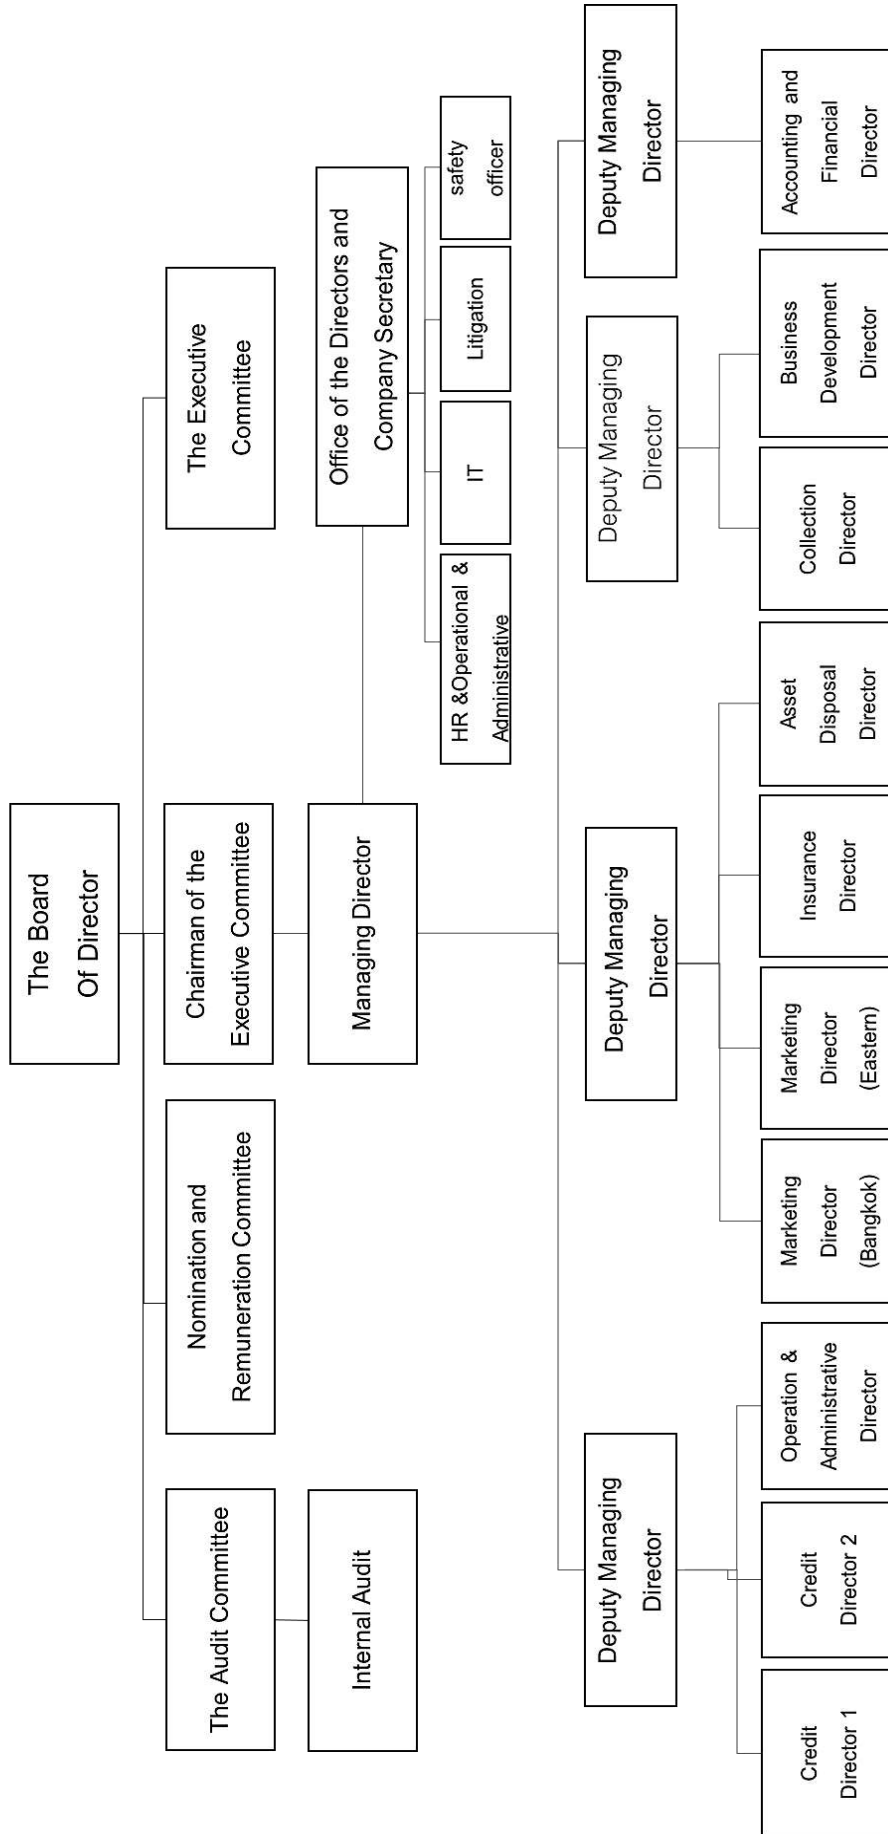 The Board
Of Director
The Audit Committee
Nomination and
Remuneration Committee
Chairman of the
Executive Committee
The Executive
Committee
Internal Audit
Managing Director
Office of the Directors and
Company Secretary
HR &Operational &
Administrative
IT
Litigation
safety
officer
Deputy Managing
Director
Deputy Managing
Director
Deputy Managing
Director
Deputy Managing
Director
Credit
Director 1
Credit
Director 2
Operation &
Administrative
Director
Marketing
Director
(Bangkok)
Marketing
Director
(Eastern)
Insurance
Director
Asset
Disposal
Director
Collection
Director
Business
Development
Director
Accounting and
Financial
Director